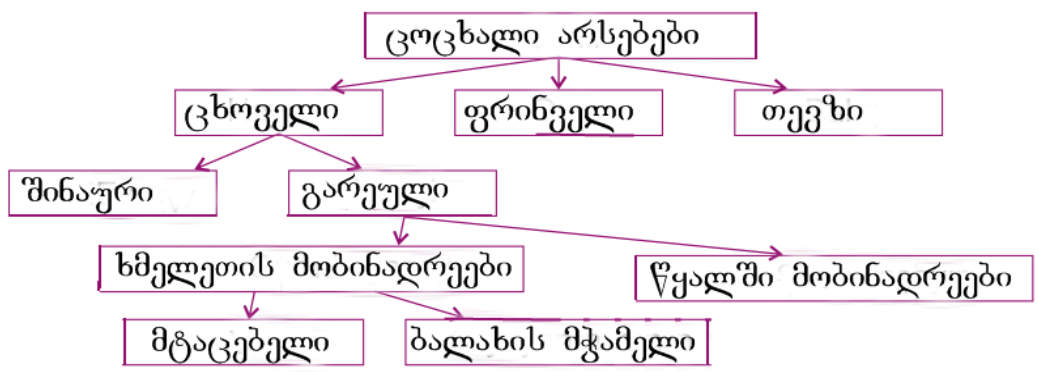 ცოცხალი არსებები
ცხოველი ფრინველი თევზი
შინაური გარეული
ხმელეთის მობინადრეები წყალში მობინადრეები
მტაცებელი ბალახის მჭამელი